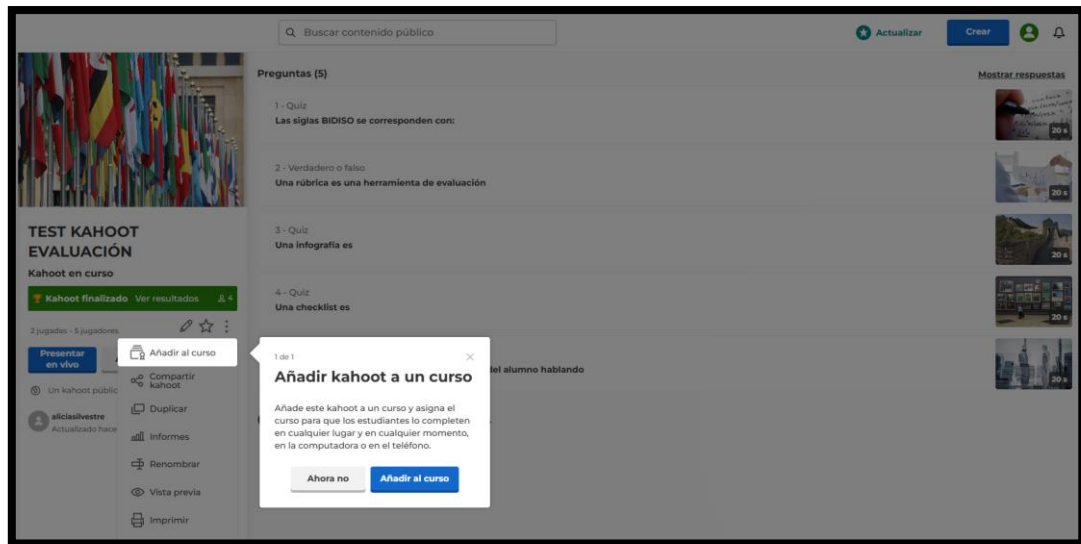 Buscar contenido público
Actualizar
Crear
Preguntas (5)
Mostrar respuestas
1 - Quiz
Las siglas BIDISO se corresponden con:
20 s
2 - Verdadero o falso
Una rúbrica es una herramienta de evaluación
20 s
3 - Quiz
Una infografía es
20 s
4 - Quiz
Una checklist es
20 s
del alumno hablando
20 s
TEST KAHOOT
EVALUACIÓN
Kahoot en curso
Kahoot finalizado Ver resultados 4
2 jugades - 5 jugadores
Presentar
en vivo
Un kahoot públic
aliciasilvestre
Actualizado hace
Añadir al curso
Compartir
kahoot
Duplicar
Informes
Renombrar
Vista previa
Imprimir
1 de 1
Añadir kahoot a un curso
Añade este kahoot a un curso y asigna el
curso para que los estudiantes lo completen
en cualquier lugar y en cualquier momento,
en la computadora o en el teléfono.
Ahora no
Añadir al curso